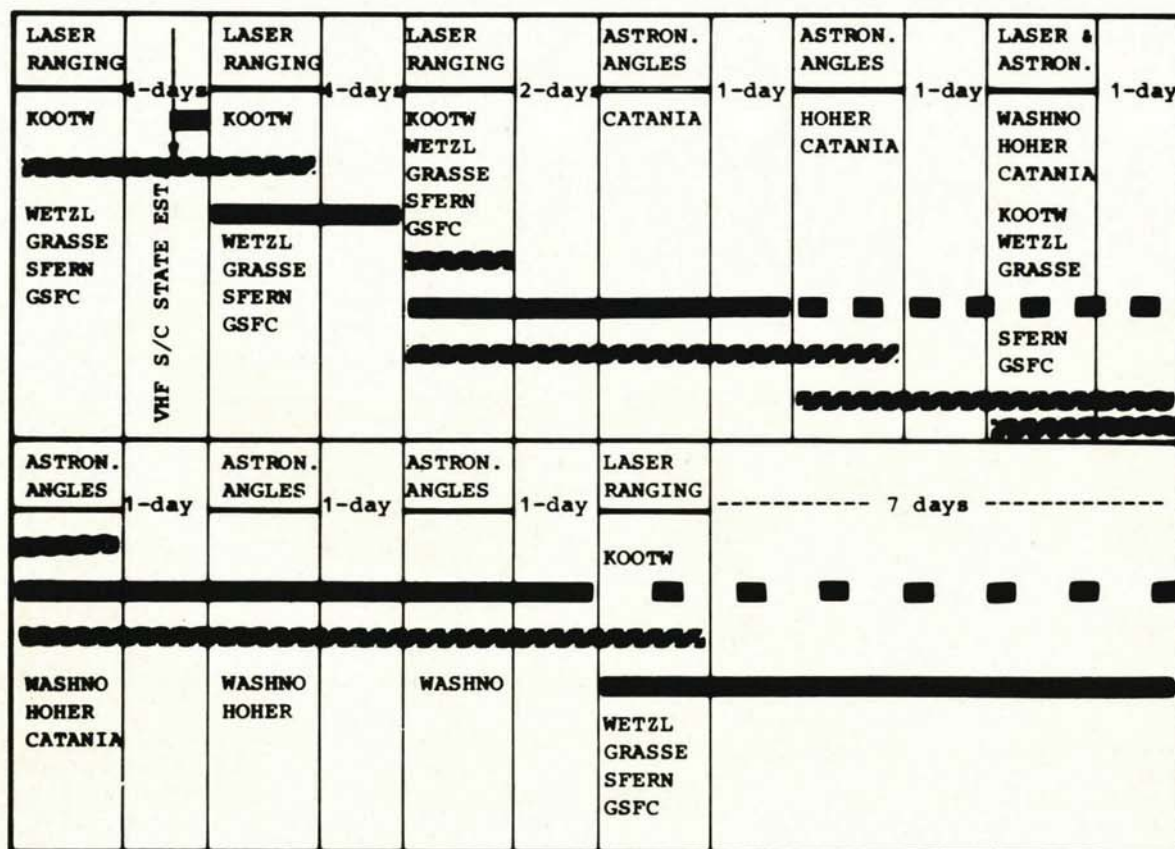 LASER
RANGING
4-days
LASER
RANGING
4-days
LASER
RANGING
2-days
ASTRON.
ANGLES
1-day
ASTRON.
ANGLES
1-day
LASER &
ASTRON.
1-day
KOOTW
WETZL
GRASSE
SFERN
GSFC
VHF S/C STATE EST
KOOTW
WETZL
GRASSE
SFERN
GSFC
KOOTW
WETZL
GRASSE
SFERN
GSFC
CATANIA
HOHER
CATANIA
WASHNO
HOHER
CATANIA
KOOTW
WETZL
GRASSE
SFERN
GSFC
ASTRON.
ANGLES
1-day
ASTRON.
ANGLES
1-day
ASTRON.
ANGLES
1-day
LASER
RANGING
7 days
WASHNO
HOHER
CATANIA
WASHNO
HOHER
WASHNO
KOOTW
WETZL
GRASSE
SFERN
GSFC